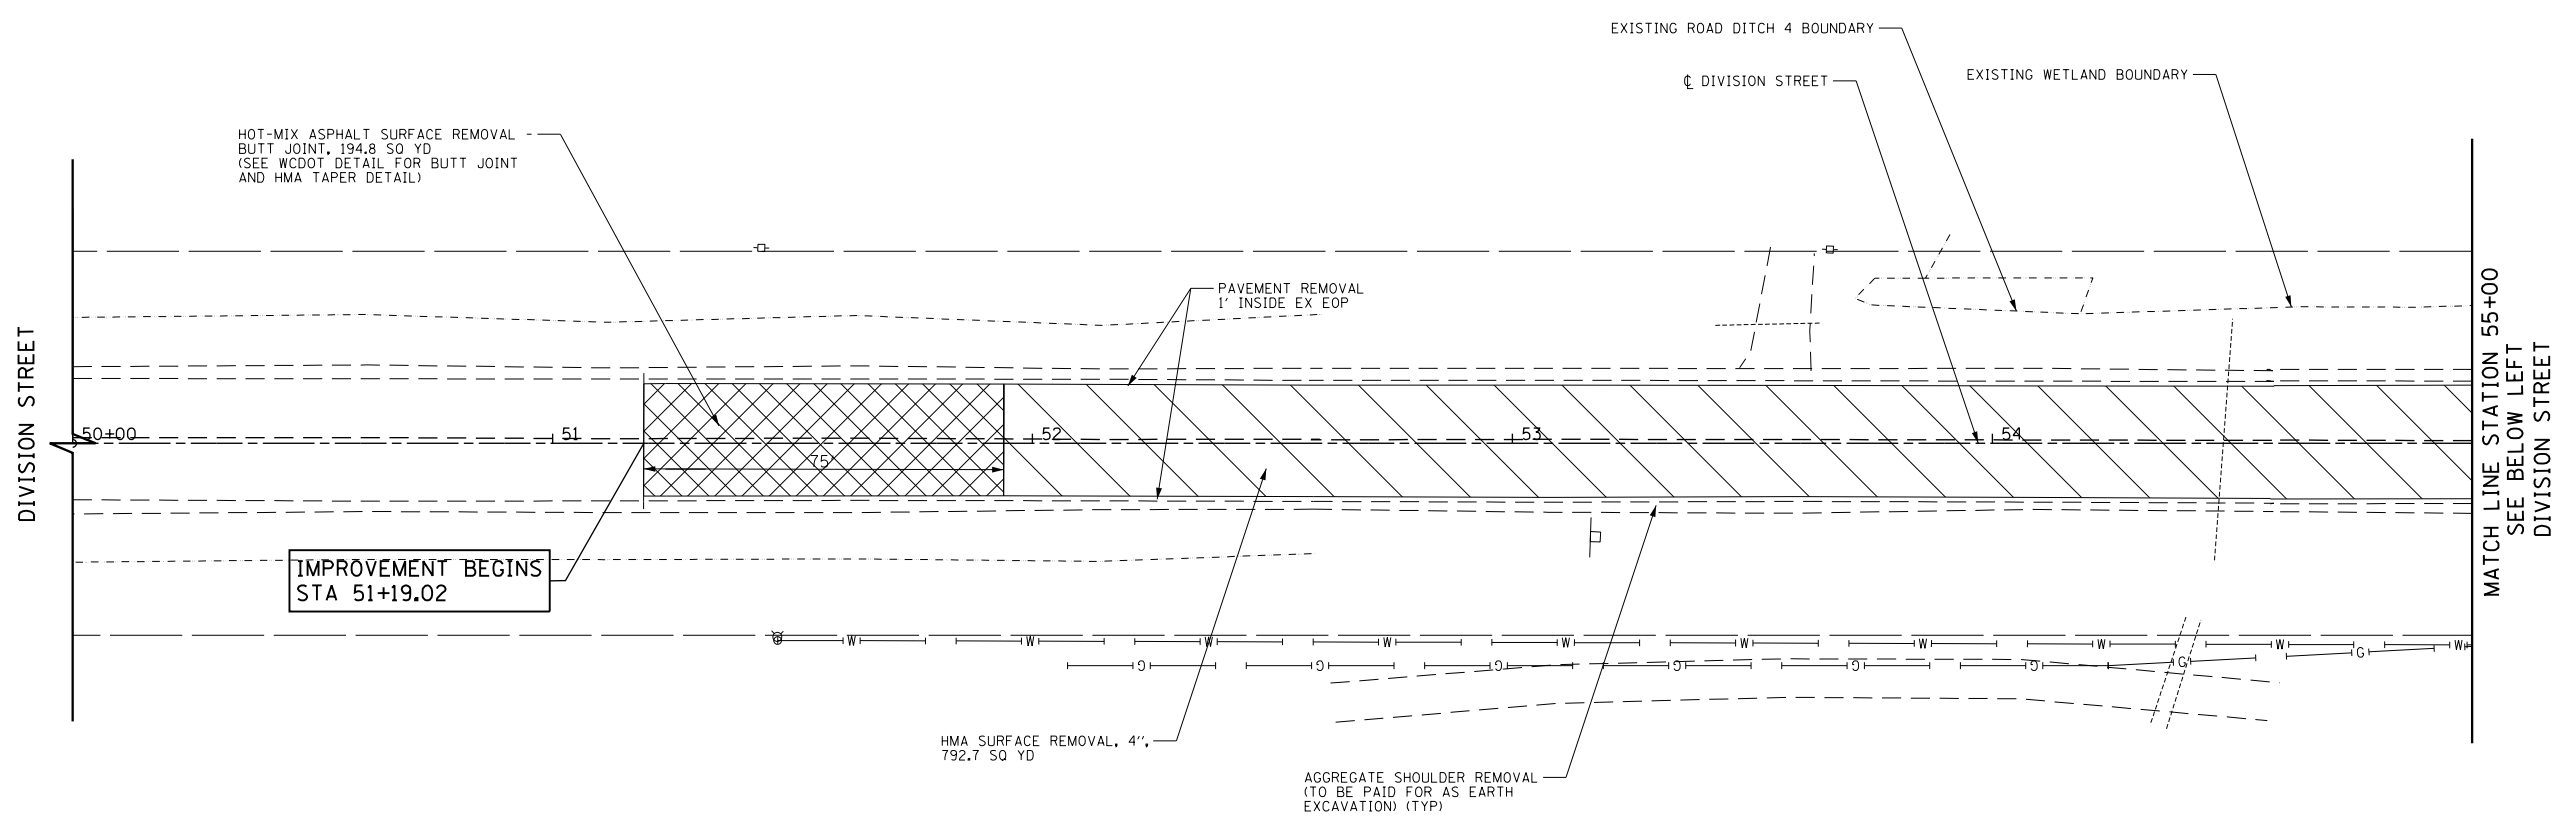 EXISTING ROAD DITCH 4 BOUNDARY
EXISTING WETLAND BOUNDARY
℄ DIVISION STREET
HOT-MIX ASPHALT SURFACE REMOVAL -
BUTT JOINT, 194.8 SQ YD
(SEE WCDOT DETAIL FOR BUTT JOINT
AND HMA TAPER DETAIL)
PAVEMENT REMOVAL
1' INSIDE EX EOP
DIVISION STREET
50+00
51
52
53
54
75'
MATCH LINE STATION 55+00
SEE BELOW LEFT
DIVISION STREET
IMPROVEMENT BEGINS
STA 51+19.02
W W W W W W W W W W
G G G G G G G G
HMA SURFACE REMOVAL, 4",
792.7 SQ YD
AGGREGATE SHOULDER REMOVAL
(TO BE PAID FOR AS EARTH
EXCAVATION) (TYP)